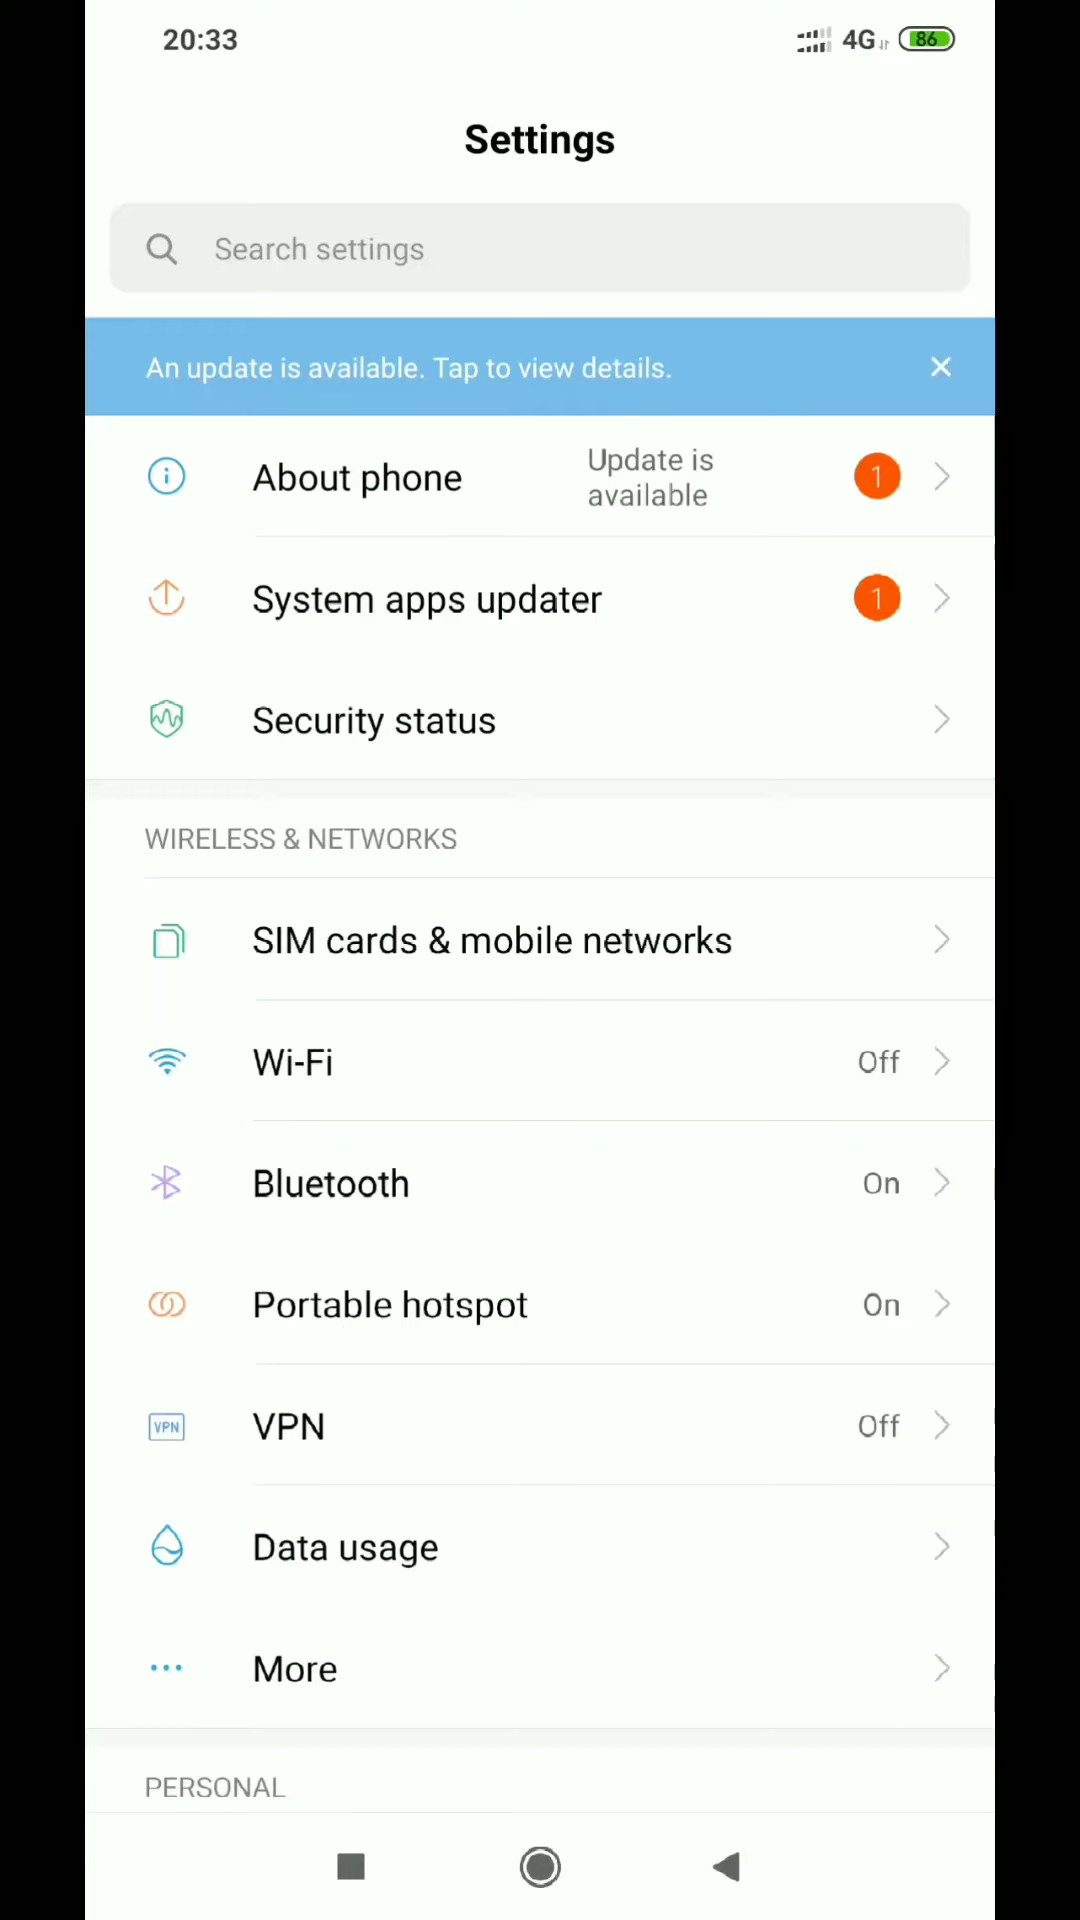 20:33 4G 86
Settings
Search settings
An update is available. Tap to view details.
About phone Update is available 1
System apps updater 1
Security status
WIRELESS & NETWORKS
SIM cards & mobile networks
Wi-Fi Off
Bluetooth On
Portable hotspot On
VPN VPN Off
Data usage
More
PERSONAL